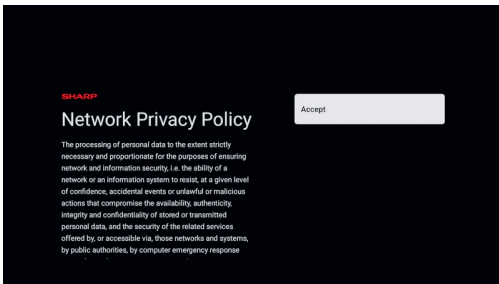 SHARP
Network Privacy Policy
The processing of personal data to the extent strictly
necessary and proportionate for the purposes of ensuring
network and information security, i.e. the ability of a
network or an information system to resist, at a given level
of confidence, accidental events or unlawful or malicious
actions that compromise the availability, authenticity,
integrity and confidentiality of stored or transmitted
personal data, and the security of the related services
offered by, or accessible via, those networks and systems,
by public authorities, by computer emergency response
Accept